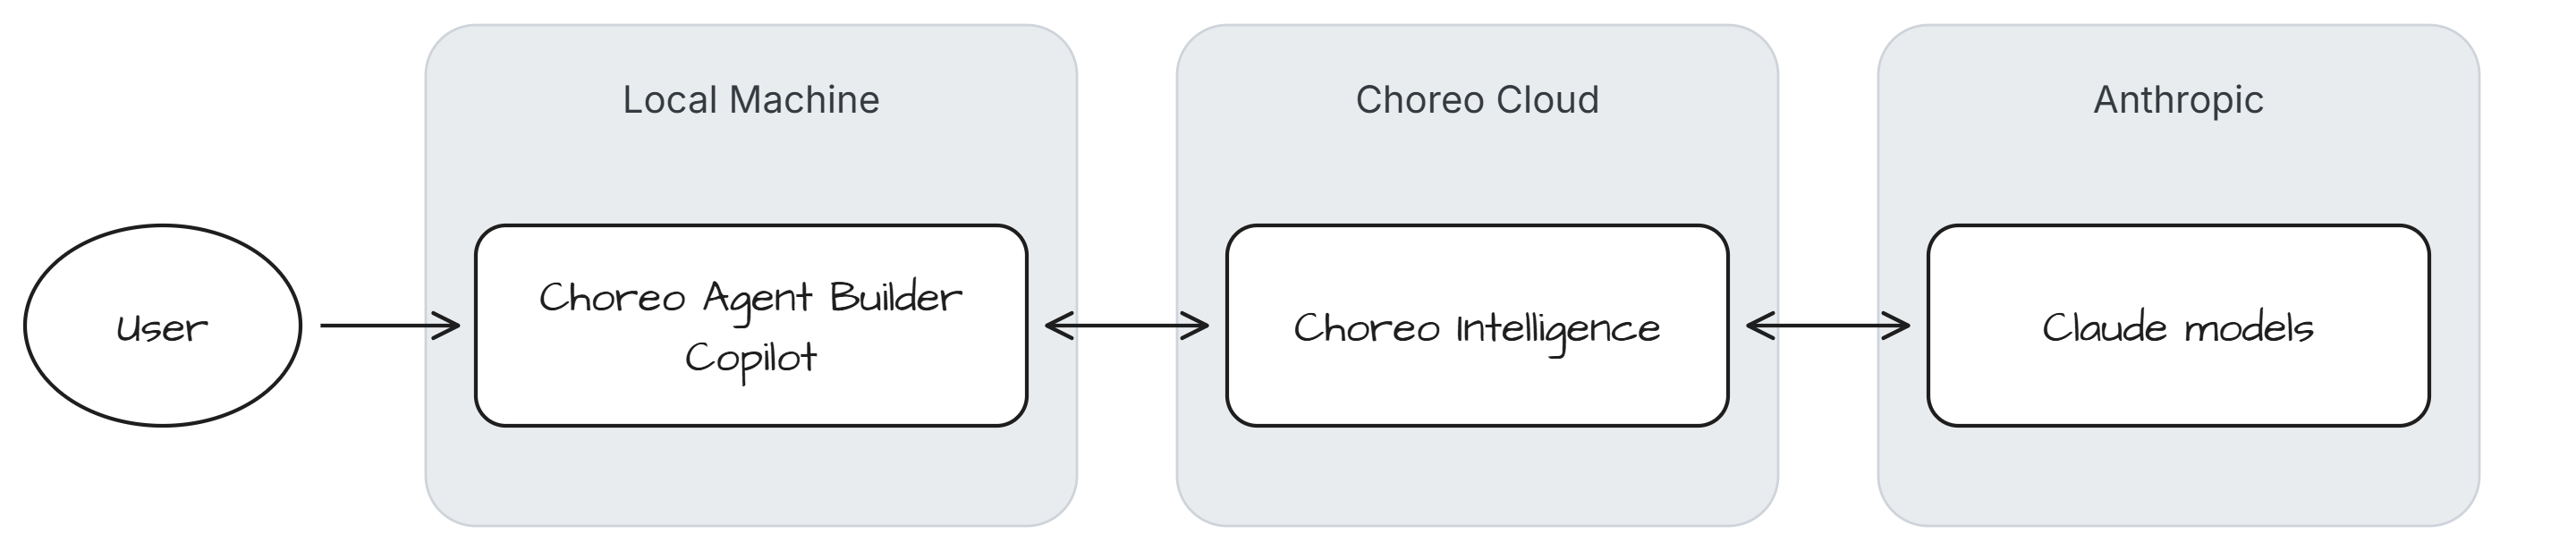 Local Machine
Choreo Cloud
Anthropic
User
Choreo Agent Builder
Copilot
Choreo Intelligence
Claude models